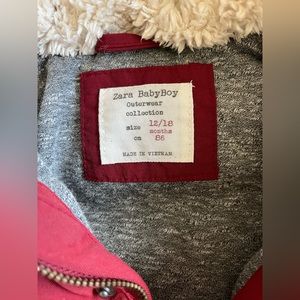 Zara BabyBoy
Outerwear
collection
size 12/18
months
cm 86
MADE IN VIETNAM